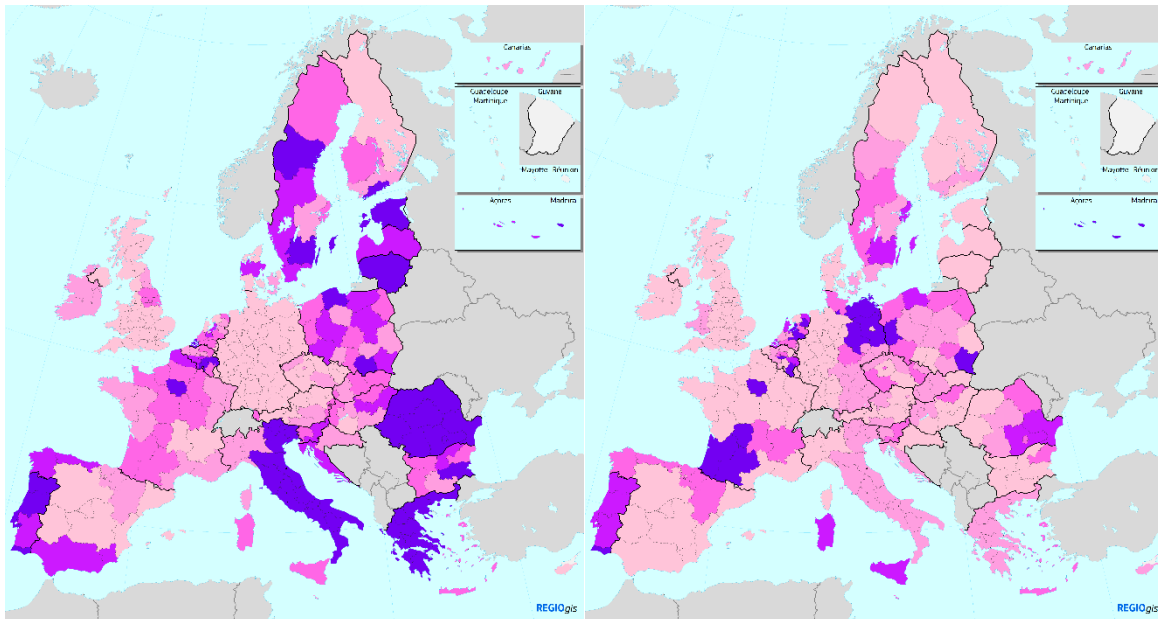 Canarias
Guadeloupe
Martinique
Guyane
Mayotte Réunion
Açores
Madeira
REGIOgis
Canarias
Guadeloupe
Martinique
Guyane
Mayotte Réunion
Açores
Madeira
REGIOgis